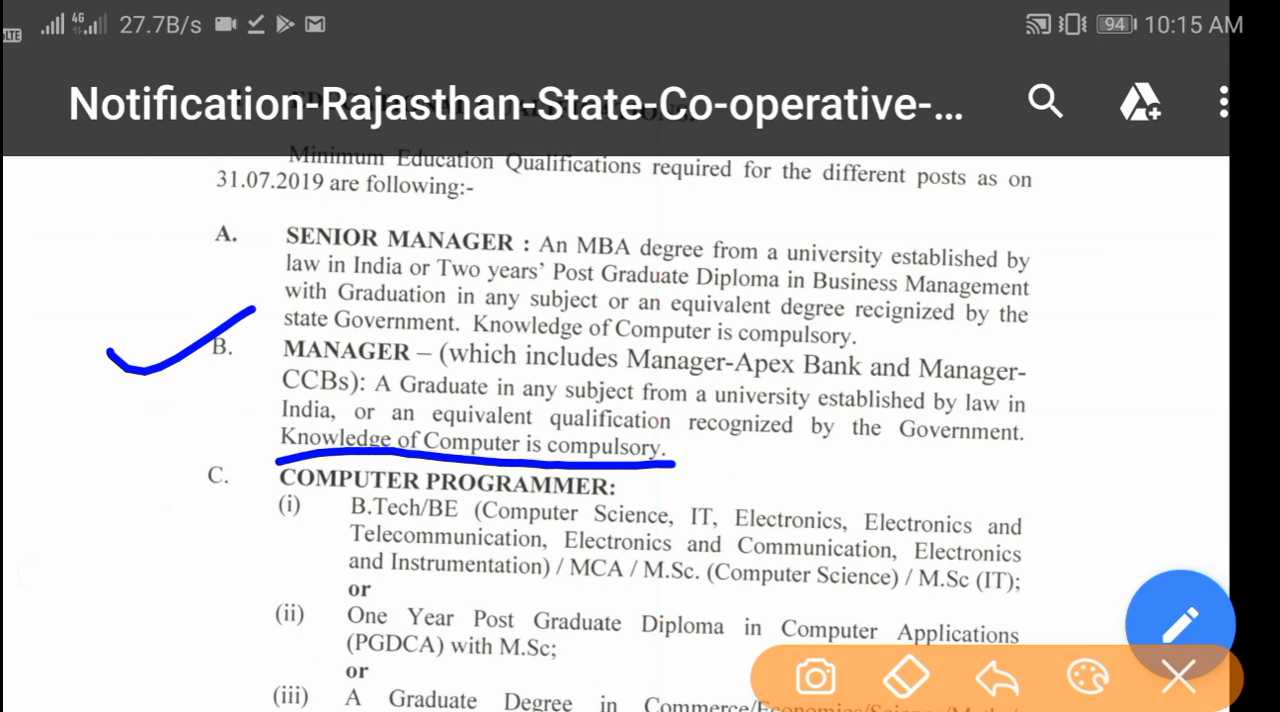 LTE 4G 27.7B/s 94 10:15 AM
Notification-Rajasthan-State-Co-operative-...
Minimum Education Qualifications required for the different posts as on
31.07.2019 are following:-
A. SENIOR MANAGER : An MBA degree from a university established by
law in India or Two years' Post Graduate Diploma in Business Management
with Graduation in any subject or an equivalent degree recignized by the
state Government. Knowledge of Computer is compulsory.
B. MANAGER – (which includes Manager-Apex Bank and Manager-
CCBs): A Graduate in any subject from a university established by law in
India, or an equivalent qualification recognized by the Government.
Knowledge of Computer is compulsory.
C. COMPUTER PROGRAMMER:
(i) B.Tech/BE (Computer Science, IT, Electronics, Electronics and
Telecommunication, Electronics and Communication, Electronics
and Instrumentation) / MCA / M.Sc. (Computer Science) / M.Sc (IT);
or
(ii) One Year Post Graduate Diploma in Computer Applications
(PGDCA) with M.Sc;
or
(iii) A Graduate Degree in Commerce/Economics/Science/